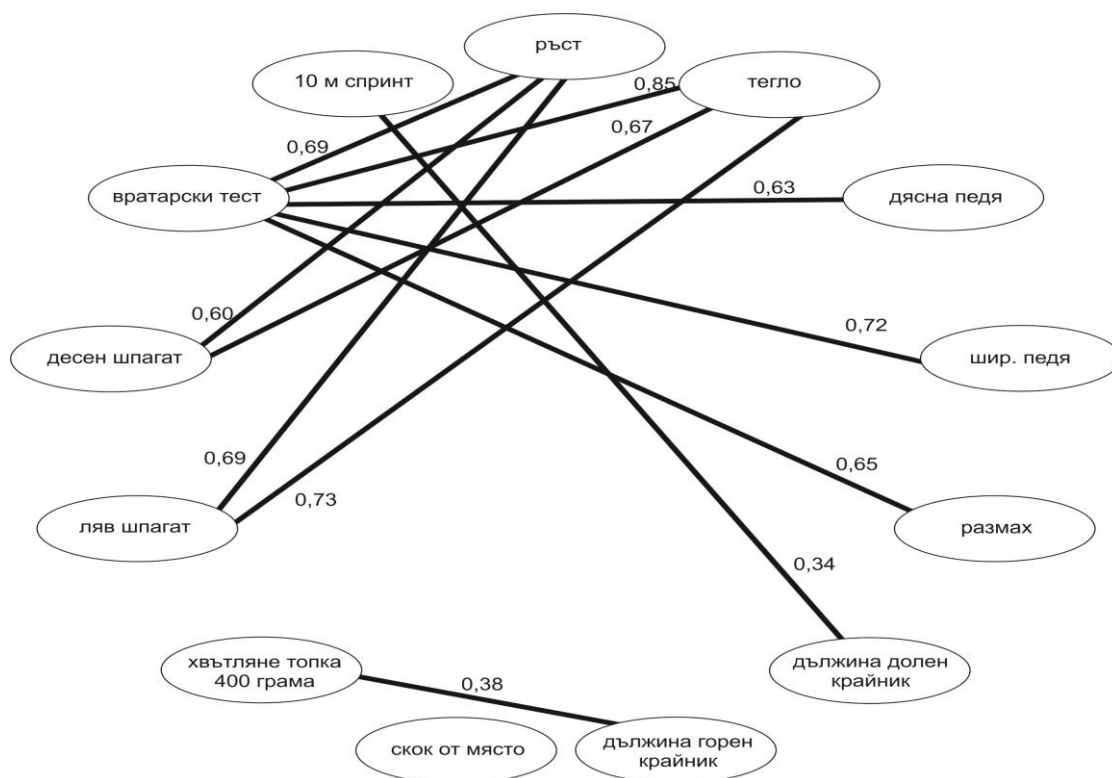 ръст
10 м спринт
0,85
тегло
0,67
0,69
вратарски тест
0,63
дясна педя
0,60
десен шпагат
0,72
шир. педя
0,69
0,73
0,65
ляв шпагат
размах
0,34
хвътляне топка
400 грама
0,38
дължина долен
крайник
скок от място
дължина горен
крайник